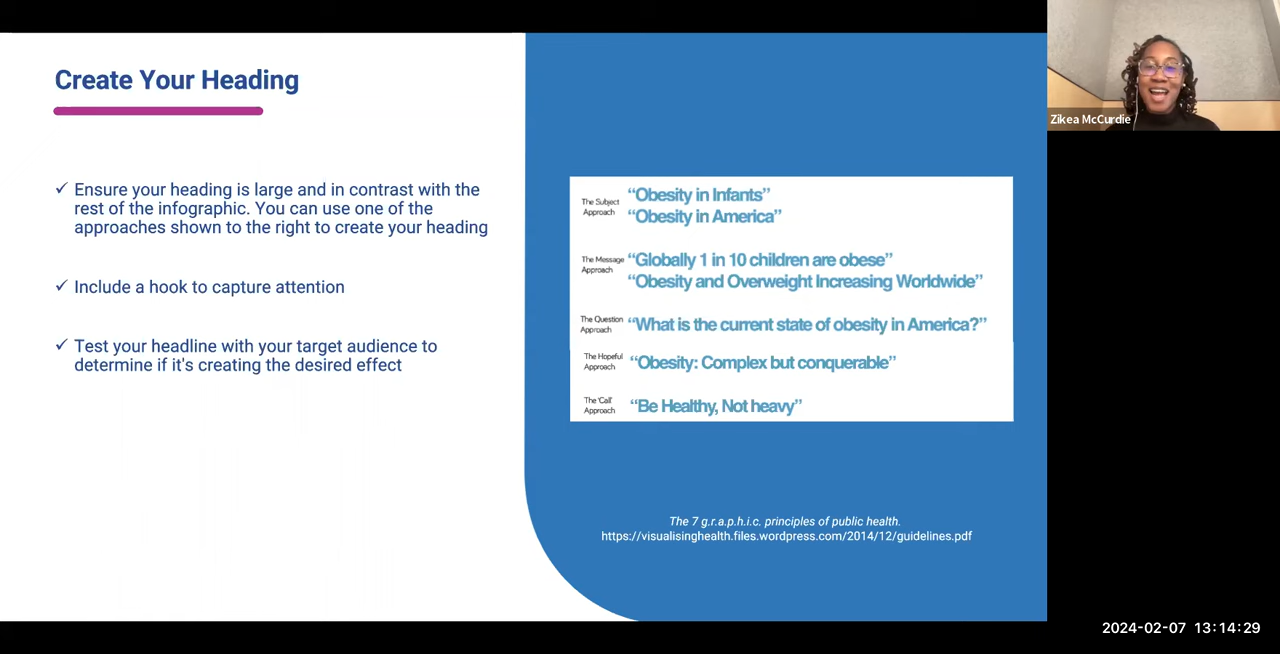 Create Your Heading
✓ Ensure your heading is large and in contrast with the
rest of the infographic. You can use one of the
approaches shown to the right to create your heading
✓ Include a hook to capture attention
✓ Test your headline with your target audience to
determine if it's creating the desired effect
The Subject
Approach
“Obesity in Infants”
“Obesity in America”
The Message
Approach
“Globally 1 in 10 children are obese”
“Obesity and Overweight Increasing Worldwide”
The Question
Approach
“What is the current state of obesity in America?”
The Hopeful
Approach
“Obesity: Complex but conquerable”
The 'Call'
Approach
“Be Healthy, Not heavy”
The 7 g.r.a.p.h.i.c. principles of public health.
https://visualisinghealth.files.wordpress.com/2014/12/guidelines.pdf
Zikea McCurdie
2024-02-07 13:14:29